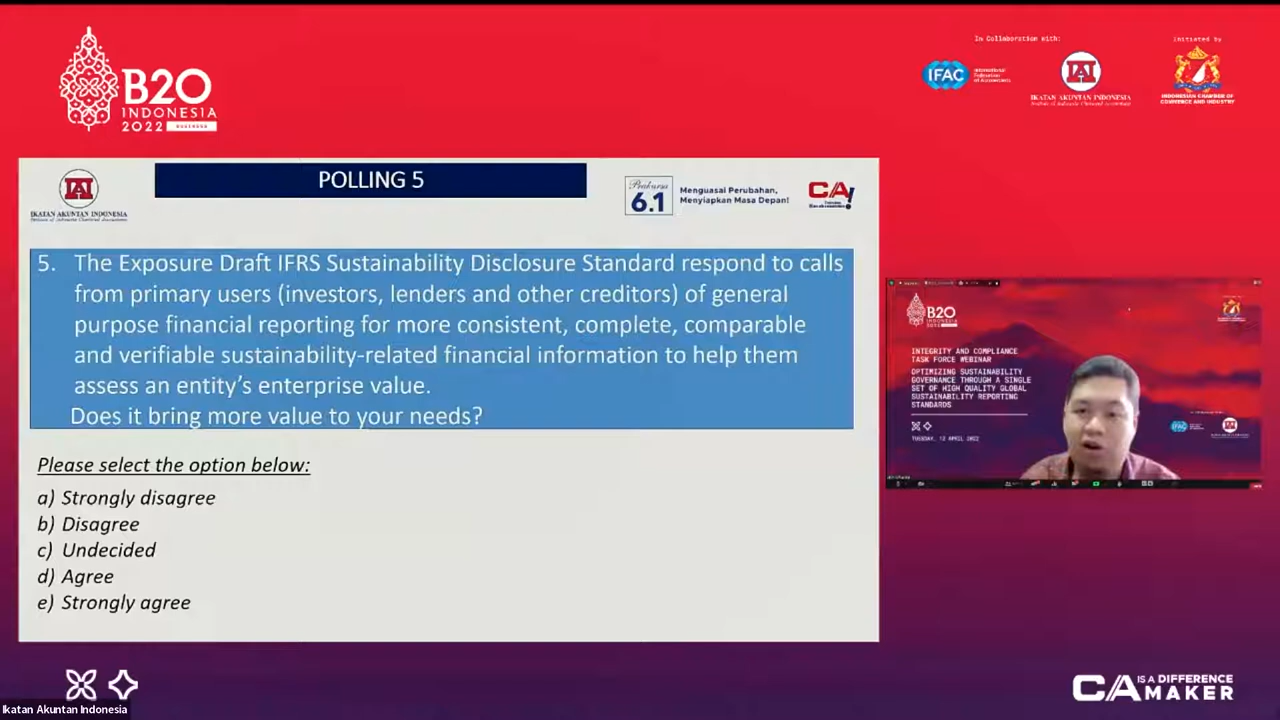 B20
INDONESIA
2022 BUSINESS
In Collaboration with:
IFAC
International
Federation
of Accountants
IAI
IKATAN AKUNTAN INDONESIA
Institute of Indonesia Chartered Accountants
Initiated by
INDONESIAN CHAMBER OF
COMMERCE AND INDUSTRY
IAI
IKATAN AKUNTAN INDONESIA
Institute of Indonesia Chartered Accountants
POLLING 5
Prakarsa
6.1
Menguasai Perubahan,
Menyiapkan Masa Depan!
CA!
5. The Exposure Draft IFRS Sustainability Disclosure Standard respond to calls
from primary users (investors, lenders and other creditors) of general
purpose financial reporting for more consistent, complete, comparable
and verifiable sustainability-related financial information to help them
assess an entity's enterprise value.
Does it bring more value to your needs?
Please select the option below:
a) Strongly disagree
b) Disagree
c) Undecided
d) Agree
e) Strongly agree
B20
INDONESIA
INTEGRITY AND COMPLIANCE
TASK FORCE WEBINAR
OPTIMIZING SUSTAINABILITY
GOVERNANCE THROUGH A SINGLE
SET OF HIGH QUALITY GLOBAL
SUSTAINABILITY REPORTING
STANDARDS
TUESDAY, 12 APRIL 2022
IFAC
CA IS A DIFFERENCE
MAKER
Ikatan Akuntan Indonesia